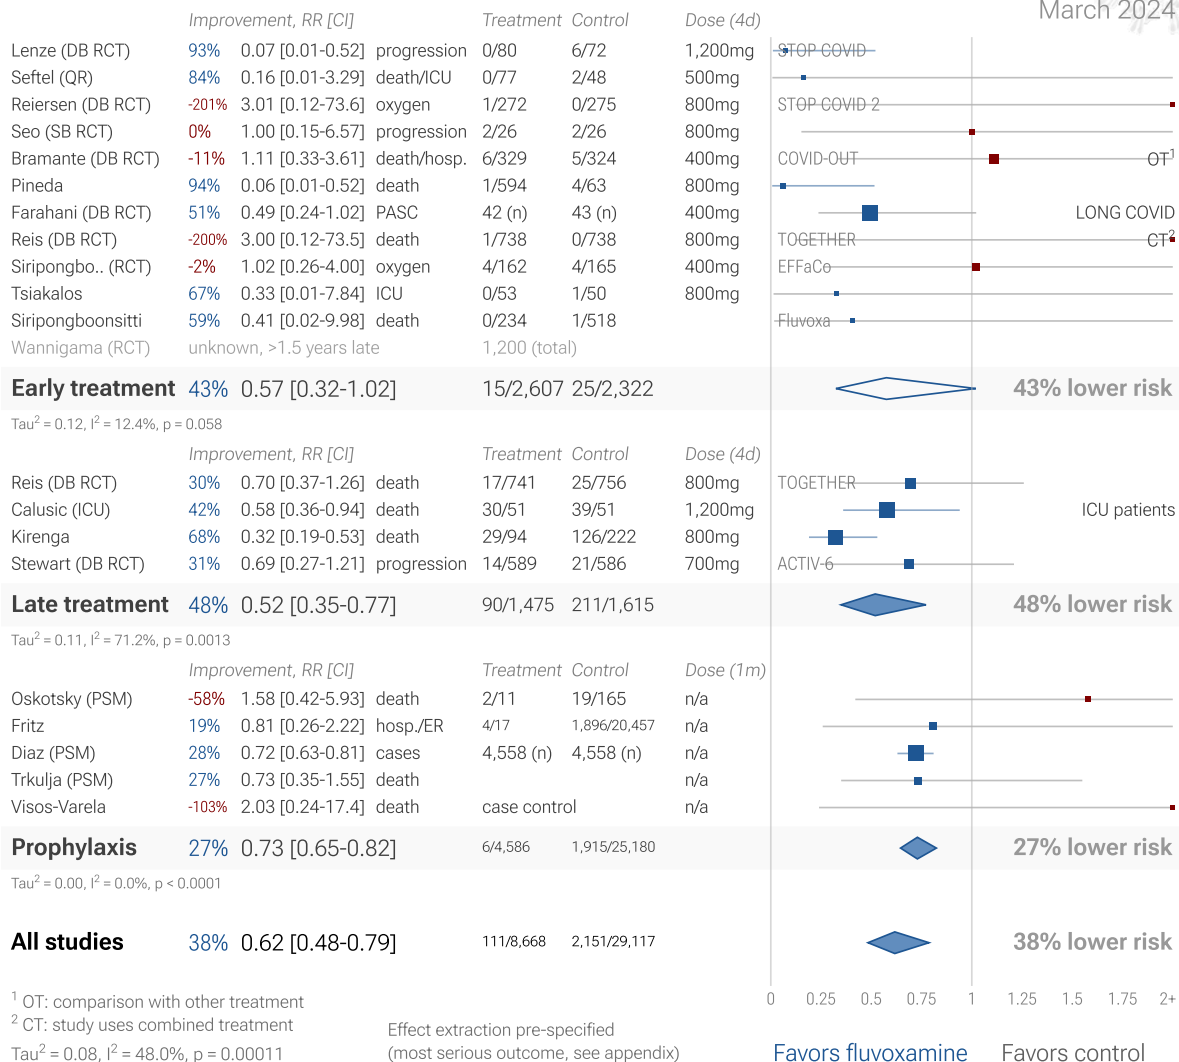 March 2024
Improvement, RR [CI] Treatment Control Dose (4d)
Lenze (DB RCT) 93% 0.07 [0.01-0.52] progression 0/80 6/72 1,200mg STOP COVID
Seftel (QR) 84% 0.16 [0.01-3.29] death/ICU 0/77 2/48 500mg
Reiersen (DB RCT) -201% 3.01 [0.12-73.6] oxygen 1/272 0/275 800mg STOP COVID 2
Seo (SB RCT) 0% 1.00 [0.15-6.57] progression 2/26 2/26 800mg
Bramante (DB RCT) -11% 1.11 [0.33-3.61] death/hosp. 6/329 5/324 400mg COVID-OUT OT1
Pineda 94% 0.06 [0.01-0.52] death 1/594 4/63 800mg
Farahani (DB RCT) 51% 0.49 [0.24-1.02] PASC 42 (n) 43 (n) 400mg LONG COVID
Reis (DB RCT) -200% 3.00 [0.12-73.5] death 1/738 0/738 800mg TOGETHER CT2
Siripongbo.. (RCT) -2% 1.02 [0.26-4.00] oxygen 4/162 4/165 400mg EFFaCo
Tsiakalos 67% 0.33 [0.01-7.84] ICU 0/53 1/50 800mg
Siripongboonsitti 59% 0.41 [0.02-9.98] death 0/234 1/518 Fluvoxa
Wannigama (RCT) unknown, >1.5 years late 1,200 (total)
Early treatment 43% 0.57 [0.32-1.02] 15/2,607 25/2,322 43% lower risk
Tau2 = 0.12, I2 = 12.4%, p = 0.058
Improvement, RR [CI] Treatment Control Dose (4d)
Reis (DB RCT) 30% 0.70 [0.37-1.26] death 17/741 25/756 800mg TOGETHER
Calusic (ICU) 42% 0.58 [0.36-0.94] death 30/51 39/51 1,200mg ICU patients
Kirenga 68% 0.32 [0.19-0.53] death 29/94 126/222 800mg
Stewart (DB RCT) 31% 0.69 [0.27-1.21] progression 14/589 21/586 700mg ACTIV-6
Late treatment 48% 0.52 [0.35-0.77] 90/1,475 211/1,615 48% lower risk
Tau2 = 0.11, I2 = 71.2%, p = 0.0013
Improvement, RR [CI] Treatment Control Dose (1m)
Oskotsky (PSM) -58% 1.58 [0.42-5.93] death 2/11 19/165 n/a
Fritz 19% 0.81 [0.26-2.22] hosp./ER 4/17 1,896/20,457 n/a
Diaz (PSM) 28% 0.72 [0.63-0.81] cases 4,558 (n) 4,558 (n) n/a
Trkulja (PSM) 27% 0.73 [0.35-1.55] death n/a
Visos-Varela -103% 2.03 [0.24-17.4] death case control n/a
Prophylaxis 27% 0.73 [0.65-0.82] 6/4,586 1,915/25,180 27% lower risk
Tau2 = 0.00, I2 = 0.0%, p < 0.0001
All studies 38% 0.62 [0.48-0.79] 111/8,668 2,151/29,117 38% lower risk
0 0.25 0.5 0.75 1 1.25 1.5 1.75 2+
1 OT: comparison with other treatment
2 CT: study uses combined treatment
Tau2 = 0.08, I2 = 48.0%, p = 0.00011
Effect extraction pre-specified
(most serious outcome, see appendix)
Favors fluvoxamine Favors control